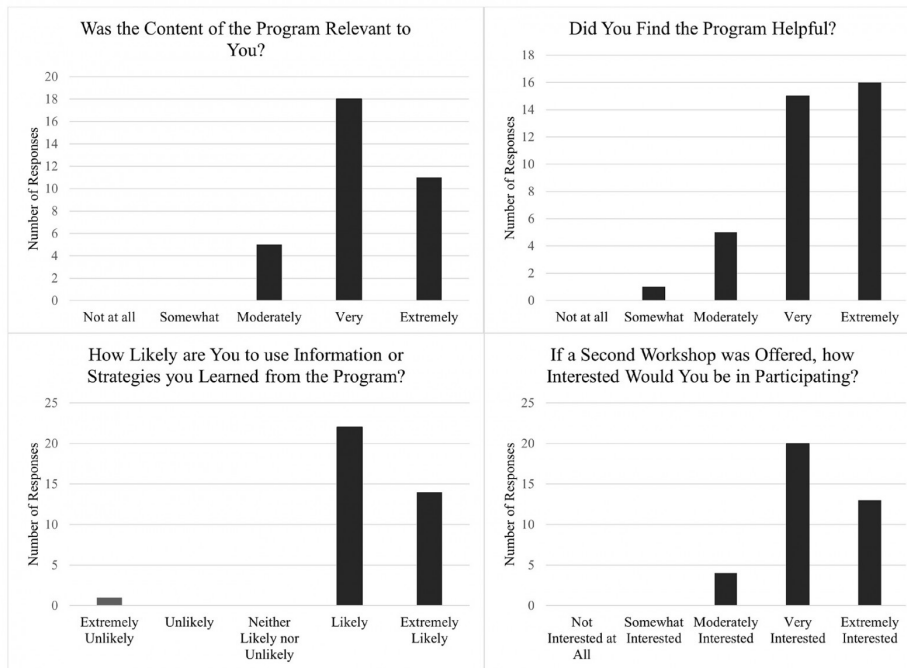 Was the Content of the Program Relevant to
You?
Number of Responses
20
18
16
14
12
10
8
6
4
2
0
Not at all Somewhat Moderately Very Extremely
Did You Find the Program Helpful?
Number of Responses
18
16
14
12
10
8
6
4
2
0
Not at all Somewhat Moderately Very Extremely
How Likely are You to use Information or
Strategies you Learned from the Program?
Number of Responses
25
20
15
10
5
0
Extremely Unlikely Neither Likely Extremely
Unlikely Likely nor Likely
Unlikely
If a Second Workshop was Offered, how
Interested Would You be in Participating?
Number of Responses
25
20
15
10
5
0
Not Somewhat Moderately Very Extremely
Interested at Interested Interested Interested Interested
All